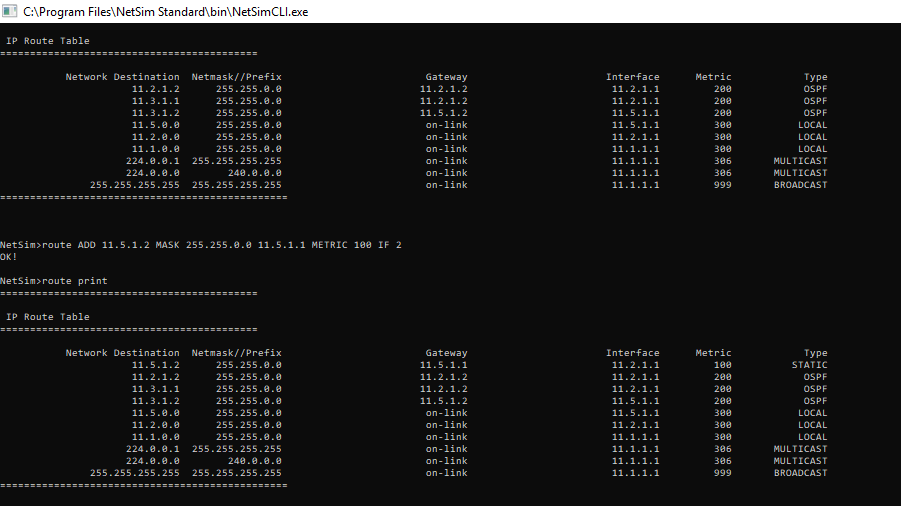 C:\Program Files\NetSim Standard\bin\NetSimCLI.exe
IP Route Table
===========================================
Network Destination Netmask//Prefix Gateway Interface Metric Type
11.2.1.2 255.255.0.0 11.2.1.2 11.2.1.1 200 OSPF
11.3.1.1 255.255.0.0 11.2.1.2 11.2.1.1 200 OSPF
11.3.1.2 255.255.0.0 11.5.1.2 11.5.1.1 200 OSPF
11.5.0.0 255.255.0.0 on-link 11.5.1.1 300 LOCAL
11.2.0.0 255.255.0.0 on-link 11.2.1.1 300 LOCAL
11.1.0.0 255.255.0.0 on-link 11.1.1.1 300 LOCAL
224.0.0.1 255.255.255.255 on-link 11.1.1.1 306 MULTICAST
224.0.0.0 240.0.0.0 on-link 11.1.1.1 306 MULTICAST
255.255.255.255 255.255.255.255 on-link 11.1.1.1 999 BROADCAST
================================================
NetSim>route ADD 11.5.1.2 MASK 255.255.0.0 11.5.1.1 METRIC 100 IF 2
OK!
NetSim>route print
===========================================
IP Route Table
===========================================
Network Destination Netmask//Prefix Gateway Interface Metric Type
11.5.1.2 255.255.0.0 11.5.1.1 11.2.1.1 100 STATIC
11.2.1.2 255.255.0.0 11.2.1.2 11.2.1.1 200 OSPF
11.3.1.1 255.255.0.0 11.2.1.2 11.2.1.1 200 OSPF
11.3.1.2 255.255.0.0 11.5.1.2 11.5.1.1 200 OSPF
11.5.0.0 255.255.0.0 on-link 11.5.1.1 300 LOCAL
11.2.0.0 255.255.0.0 on-link 11.2.1.1 300 LOCAL
11.1.0.0 255.255.0.0 on-link 11.1.1.1 300 LOCAL
224.0.0.1 255.255.255.255 on-link 11.1.1.1 306 MULTICAST
224.0.0.0 240.0.0.0 on-link 11.1.1.1 306 MULTICAST
255.255.255.255 255.255.255.255 on-link 11.1.1.1 999 BROADCAST
================================================